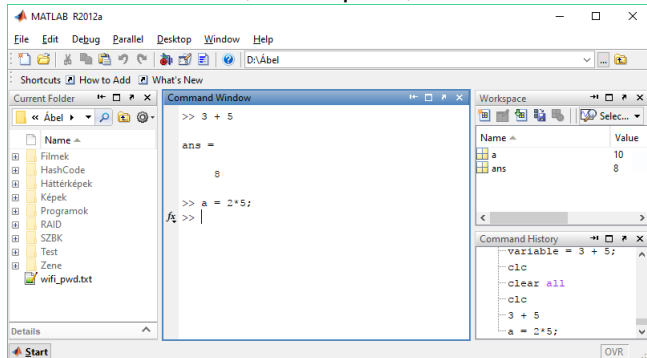 MATLAB R2012a
File Edit Debug Parallel Desktop Window Help
D:\Ábel
Shortcuts How to Add What's New
Current Folder
« Ábel
Name
Filmek
HashCode
Háttérképek
Képek
Programok
RAID
SZBK
Test
Zene
wifi_pwd.txt
Details
Command Window
>> 3 + 5
ans =
8
>> a = 2*5;
fx >>
Workspace
Selec...
Name Value
a 10
ans 8
Command History
variable = 3 + 5;
clc
clear all
clc
3 + 5
a = 2*5;
Start
OVR